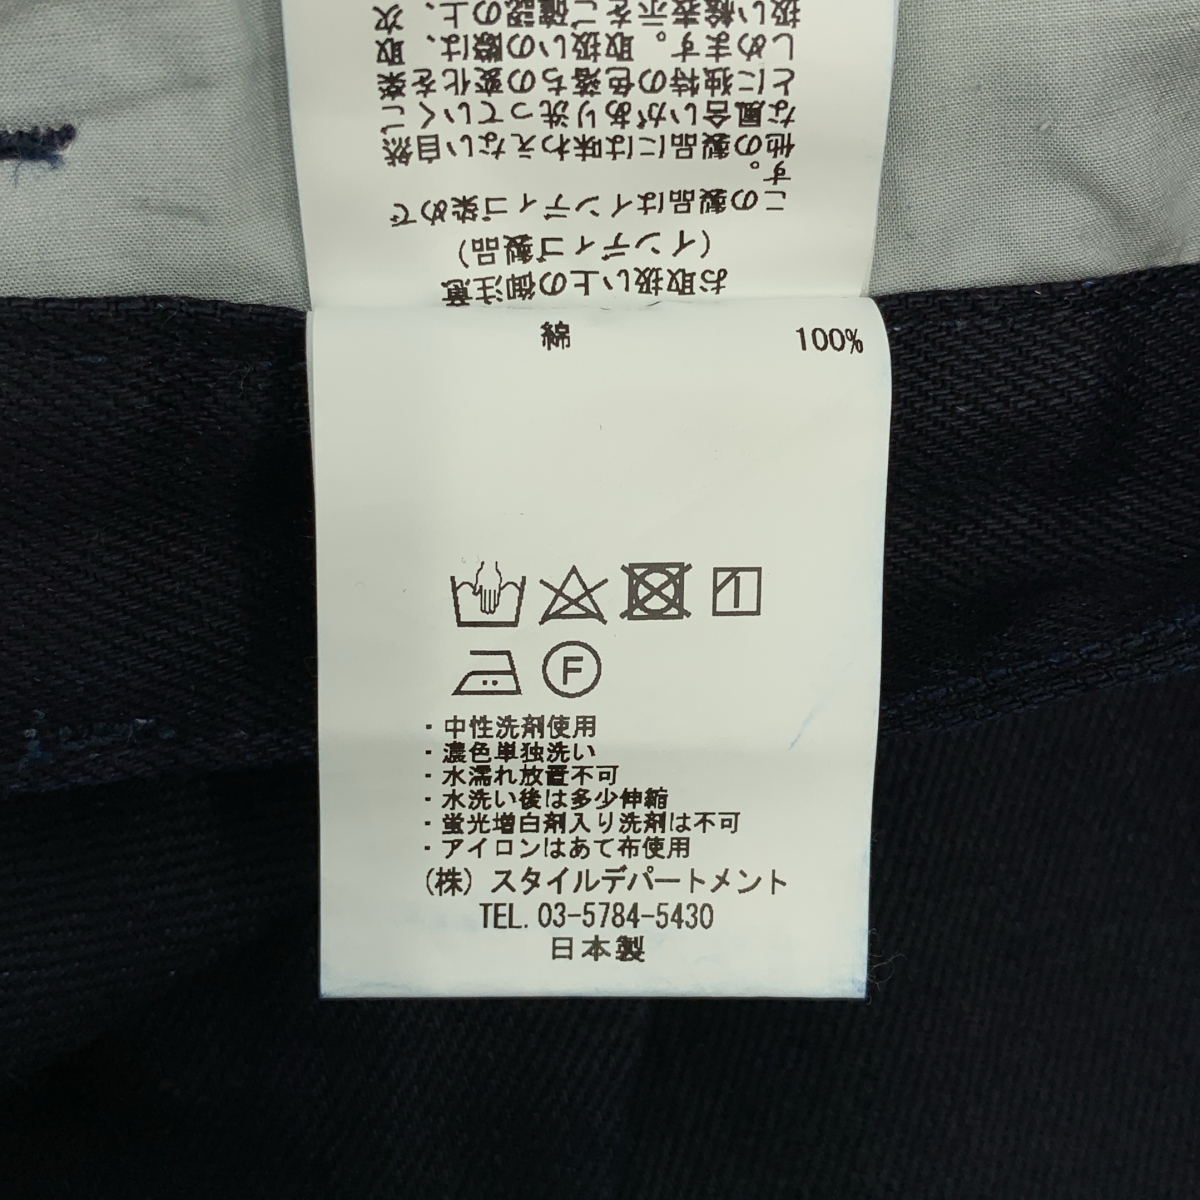 お取扱い上の御注意
(インディゴ製品)
この製品はインディゴ染めで
す。
他の製品には味わえない自然
な風合いがあり洗っていくご
とに独特の色落ちの変化を楽
しめます。取扱いの際は、取
扱い絵表示をご確認の上、次
綿 100%
F
・中性洗剤使用
・濃色単独洗い
・水濡れ放置不可
・水洗い後は多少伸縮
・蛍光増白剤入り洗剤は不可
・アイロンはあて布使用
(株) スタイルデパートメント
TEL. 03-5784-5430
日本製